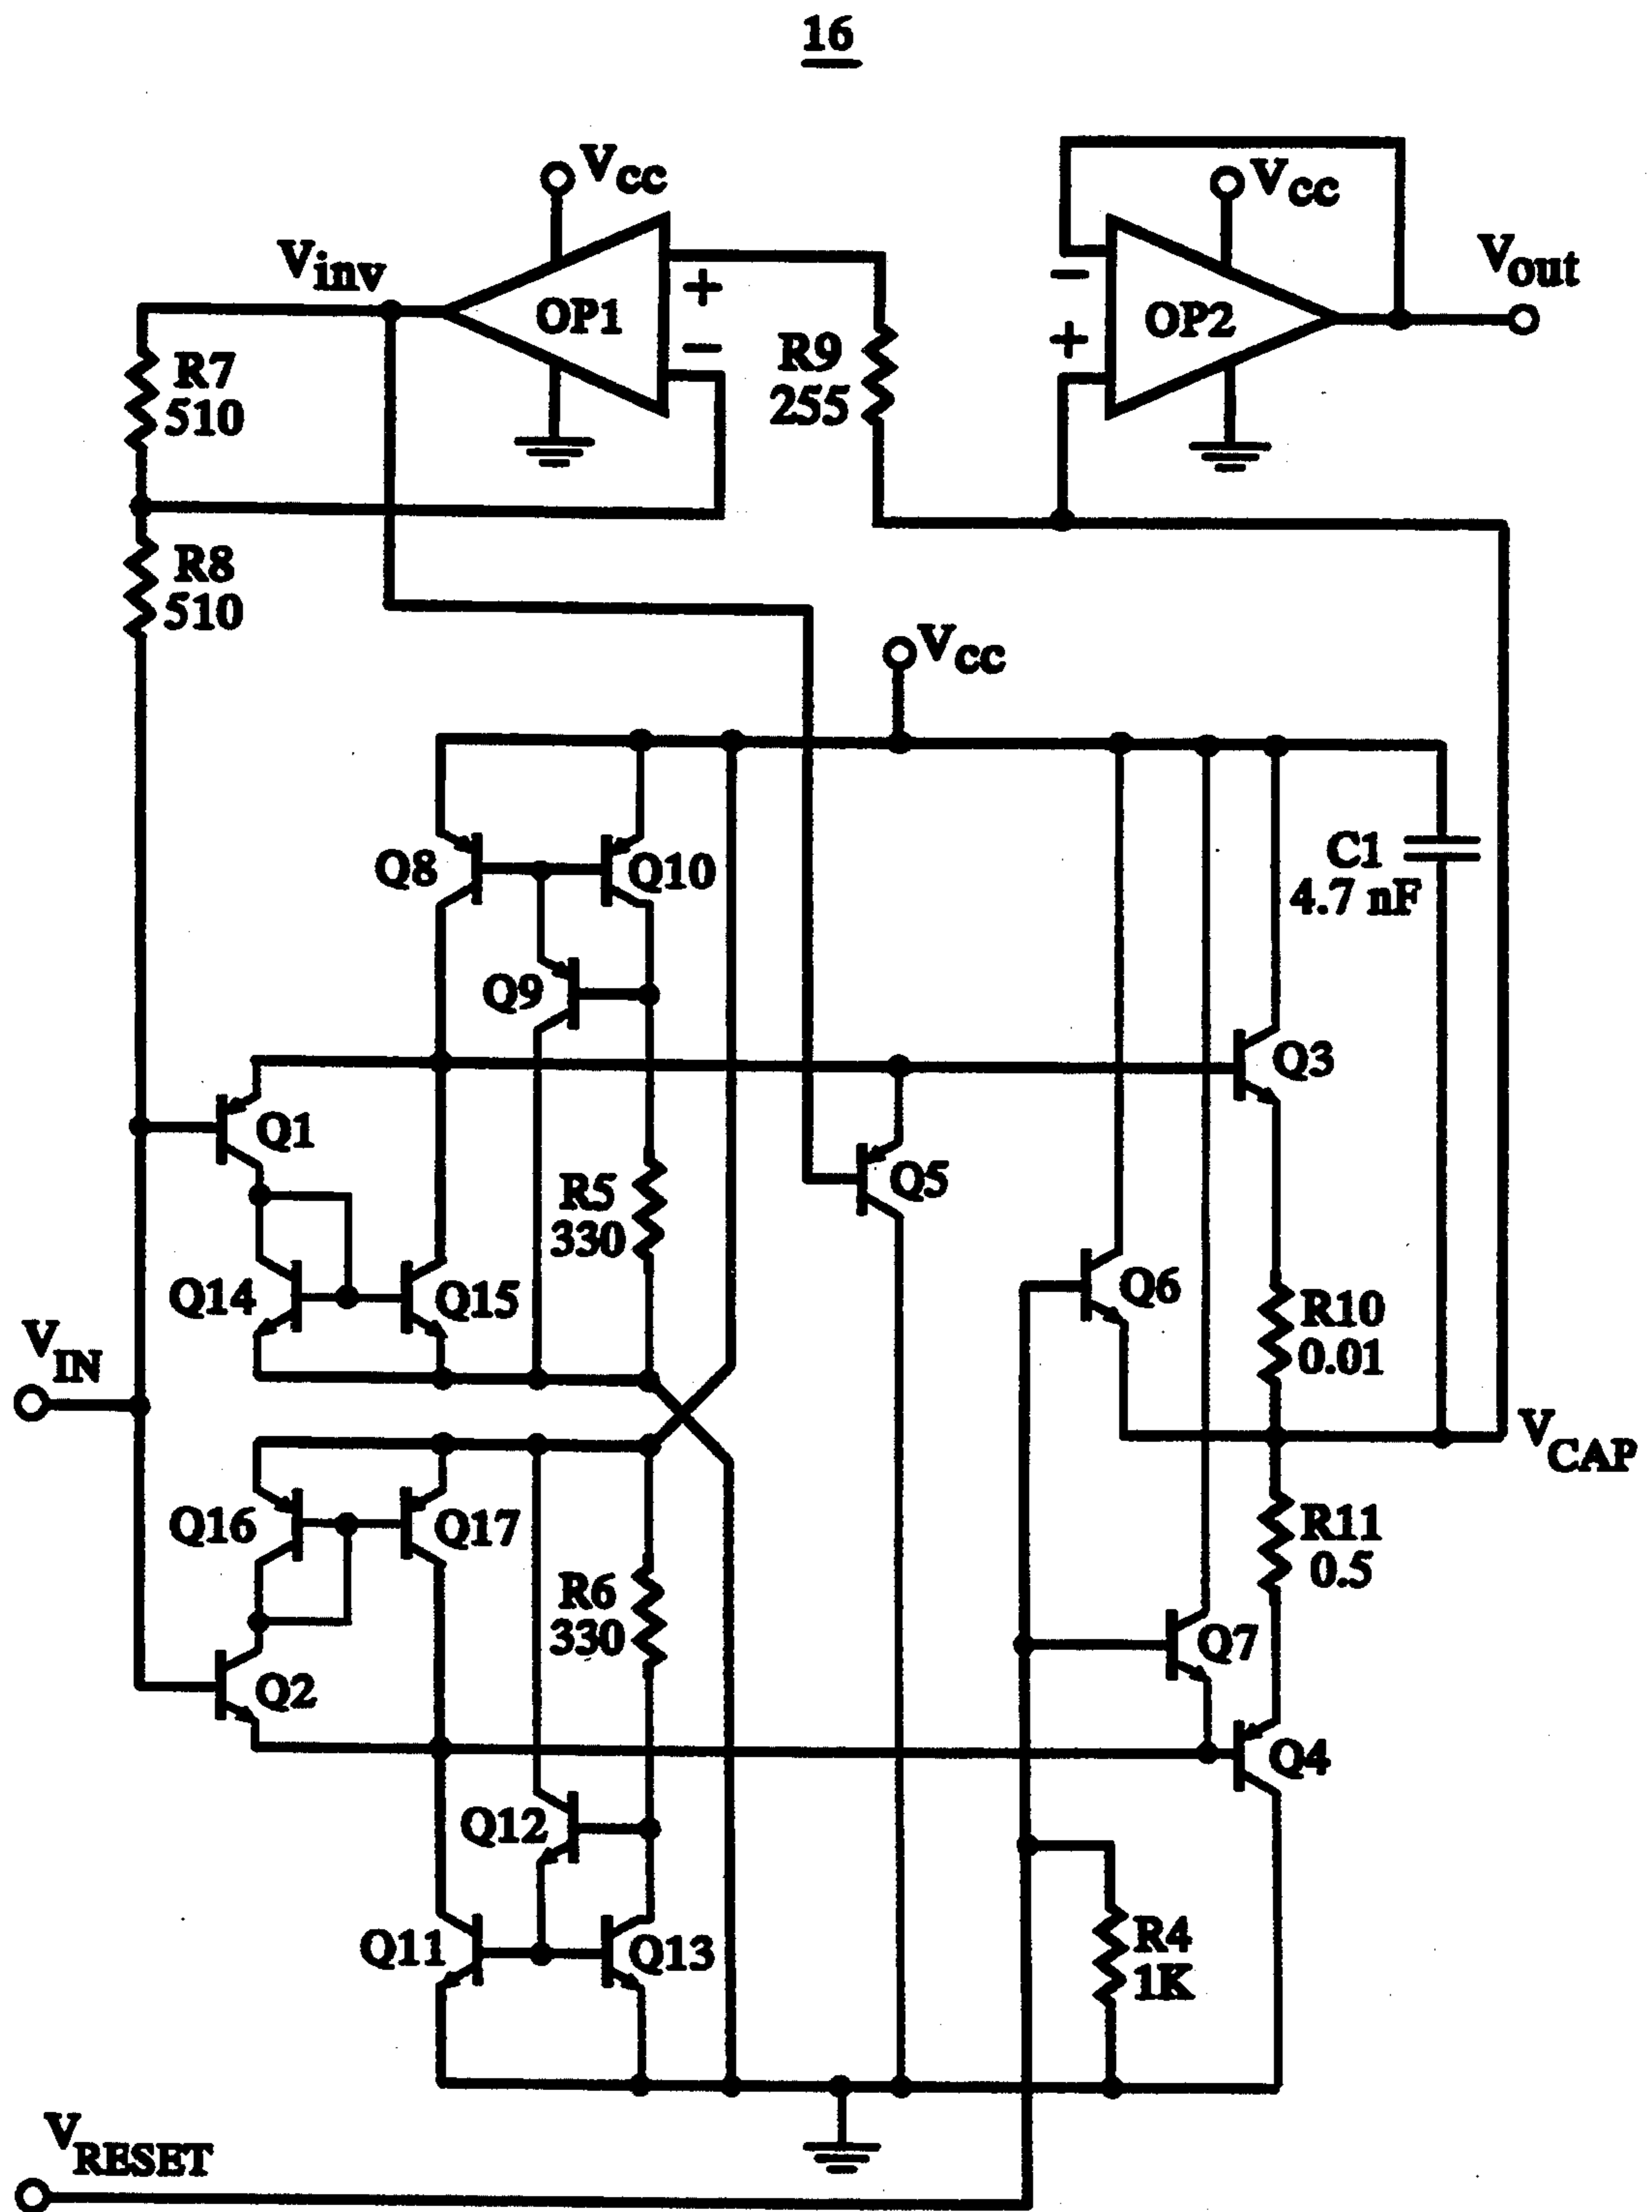 16
Vcc
Vcc
Vinv
Vout
+
OP1
−
−
OP2
+
R7
510
R9
255
R8
510
Vcc
Q8
Q10
C1
4.7 nF
Q9
Q3
Q1
Q5
R5
330
Q14
Q15
Q6
R10
0.01
VIN
VCAP
Q16
Q17
R11
0.5
R6
330
Q7
Q2
Q4
Q12
Q11
Q13
R4
1K
VRESET